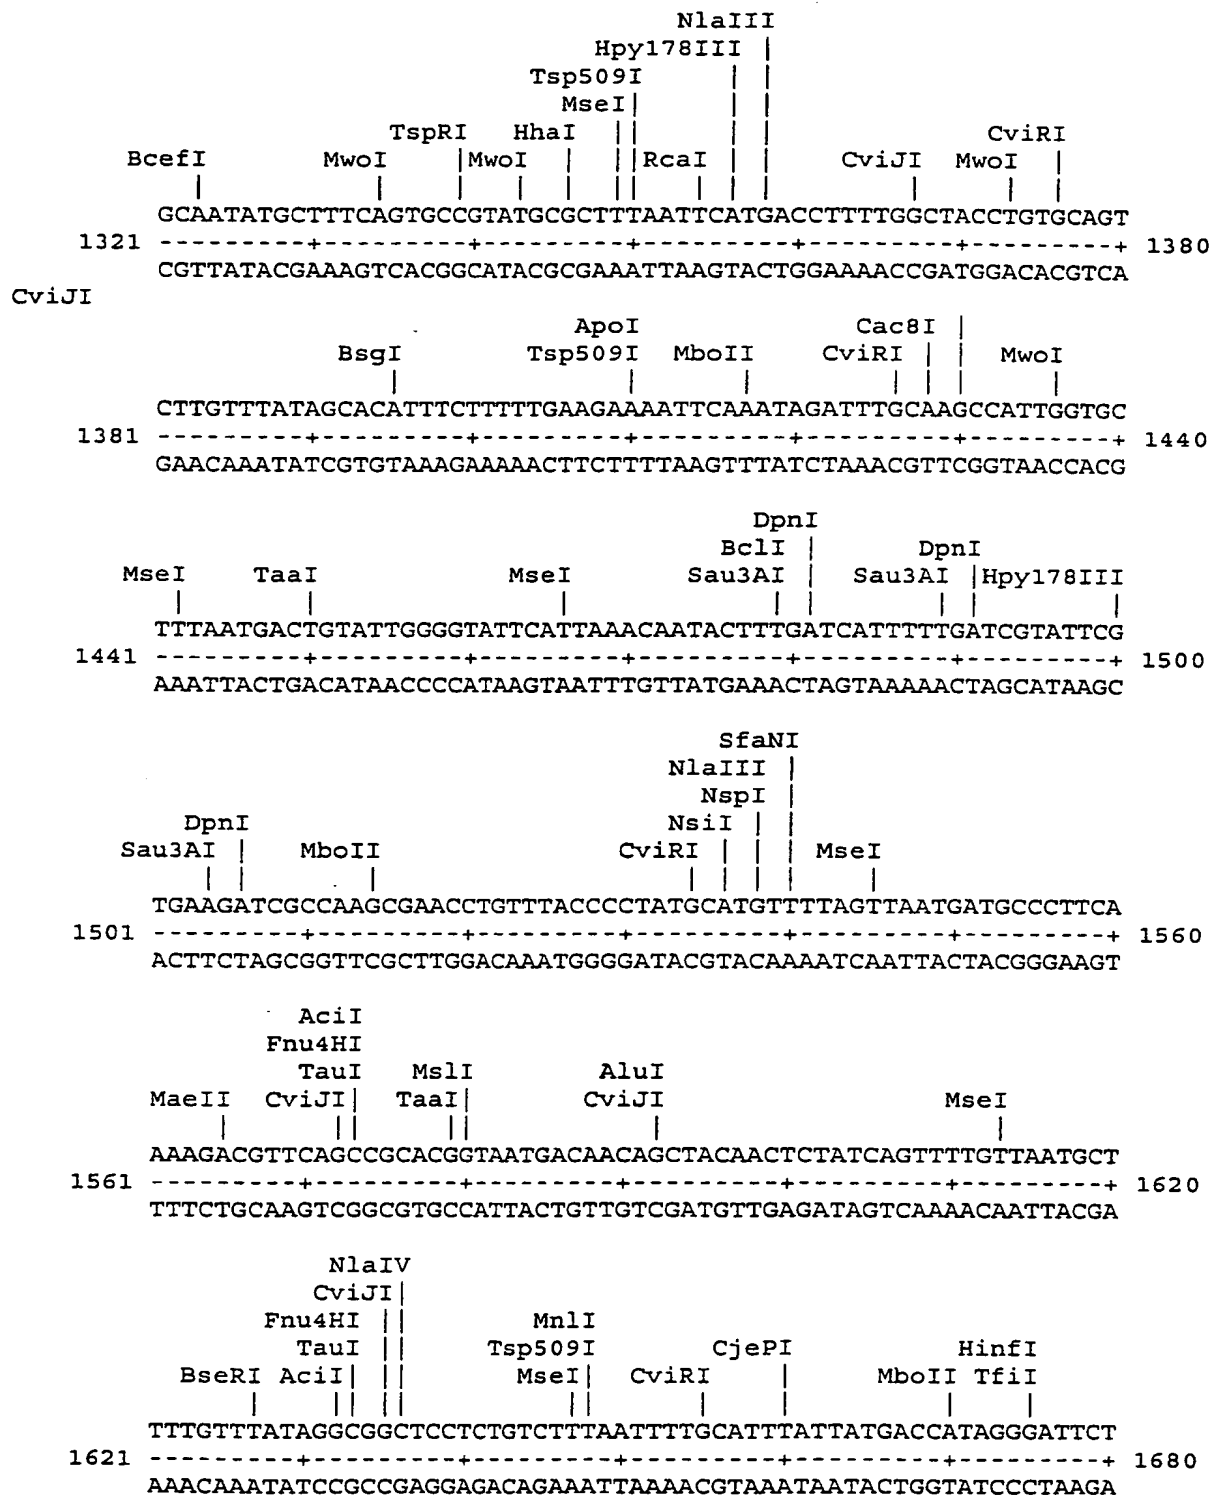 NlaIII
Hpy178III |
Tsp509I | |
MseI| | |
TspRI HhaI || | | CviRI
BcefI MwoI |MwoI | || RcaI | | CviJI MwoI |
| | | | | || | | | | | |
GCAATATGCTTTCAGTGCCGTATGCGCTTTAATTCATGACCTTTTGGCTACCTGTGCAGT
1321 ---------+---------+---------+---------+---------+---------+ 1380
CGTTATACGAAAGTCACGGCATACGCGAAATTAAGTACTGGAAAACCGATGGACACGTCA
CviJI
ApoI Cac8I |
BsgI Tsp509I MboII CviRI | | MwoI
| | | | | | |
CTTGTTTATAGCACATTTCTTTTTGAAGAAAATTCAAATAGATTTGCAAGCCATTGGTGC
1381 ---------+---------+---------+---------+---------+---------+ 1440
GAACAAATATCGTGTAAAGAAAAACTTCTTTTAAGTTTATCTAAACGTTCGGTAACCACG
DpnI
BclI | DpnI
MseI TaaI MseI Sau3AI | Sau3AI |Hpy178III
| | | | | | | |
TTTAATGACTGTATTGGGGTATTCATTAAACAATACTTTGATCATTTTTGATCGTATTCG
1441 ---------+---------+---------+---------+---------+---------+ 1500
AAATTACTGACATAACCCCATAAGTAATTTGTTATGAAACTAGTAAAAACTAGCATAAGC
SfaNI
NlaIII |
NspI |
DpnI NsiI | |
Sau3AI | MboII CviRI | | | MseI
| | | | | | | |
TGAAGATCGCCAAGCGAACCTGTTTACCCCTATGCATGTTTTTAGTTAATGATGCCCTTCA
1501 ---------+---------+---------+---------+---------+---------+ 1560
ACTTCTAGCGGTTCGCTTGGACAAATGGGGATACGTACAAAATCAATTACTACGGGAAGT
AciI
Fnu4HI
TauI MslI AluI
MaeII CviJI| TaaI| CviJI MseI
| || || | |
AAAGACGTTCAGCCGCACGGTAATGACAACAGCTACAACTCTATCAGTTTTGTTAATGCT
1561 ---------+---------+---------+---------+---------+---------+ 1620
TTTCTGCAAGTCGGCGTGCCATTACTGTTGTCGATGTTGAGATAGTCAAAACAATTACGA
NlaIV
CviJI|
Fnu4HI || MnlI
TauI || Tsp509I CjePI HinfI
BseRI AciI| || MseI| CviRI | MboII TfiI
| || || || | | | |
TTTGTTTATAGGCGGCTCCTCTGTCTTTAATTTTGCATTTATTATGACCATAGGGATTCT
1621 ---------+---------+---------+---------+---------+---------+ 1680
AAACAAATATCCGCCGAGGAGACAGAAATTAAAACGTAAATAATACTGGTATCCCTAAGA